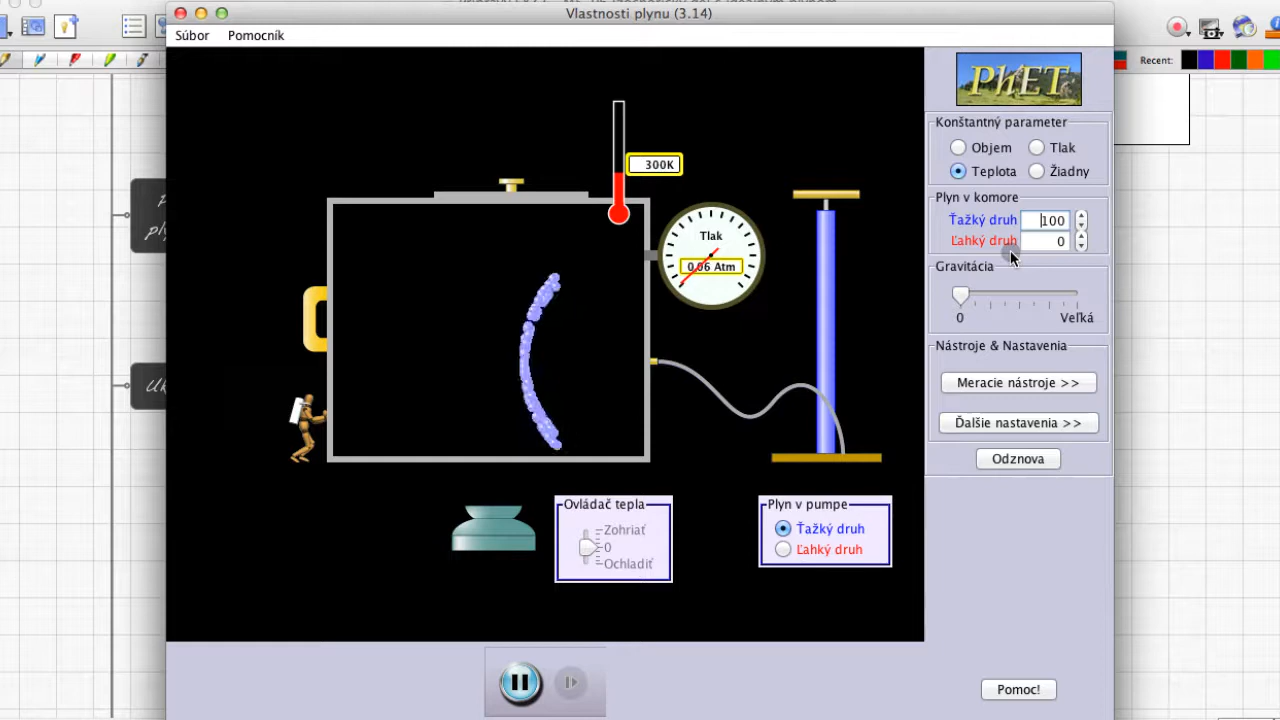 Vlastnosti plynu (3.14)
Súbor Pomocník
Recent:
PhET
Konštantný parameter
Objem Tlak
Teplota Žiadny
Plyn v komore
Ťažký druh 100
Ľahký druh 0
Gravitácia
0 Veľká
Nástroje & Nastavenia
Meracie nástroje >>
Ďalšie nastavenia >>
Odznova
300K
Tlak
0.06 Atm
Ovládač tepla
Zohriať
0
Ochladiť
Plyn v pumpe
Ťažký druh
Ľahký druh
Pomoc!